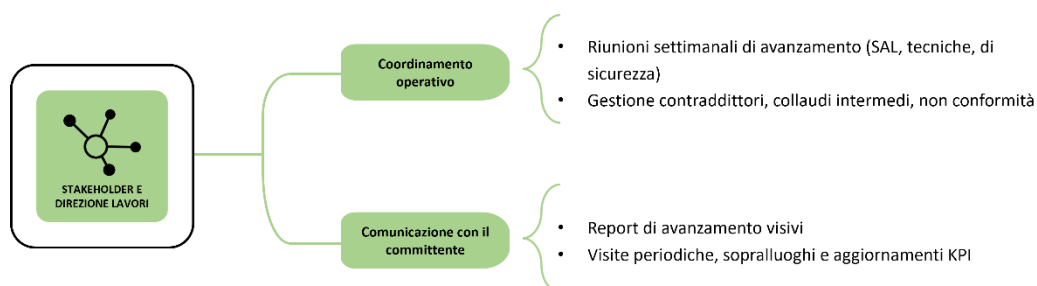 STAKEHOLDER E
DIREZIONE LAVORI
Coordinamento
operativo
• Riunioni settimanali di avanzamento (SAL, tecniche, di
sicurezza)
• Gestione contraddittori, collaudi intermedi, non conformità
Comunicazione con il
committente
• Report di avanzamento visivi
• Visite periodiche, sopralluoghi e aggiornamenti KPI